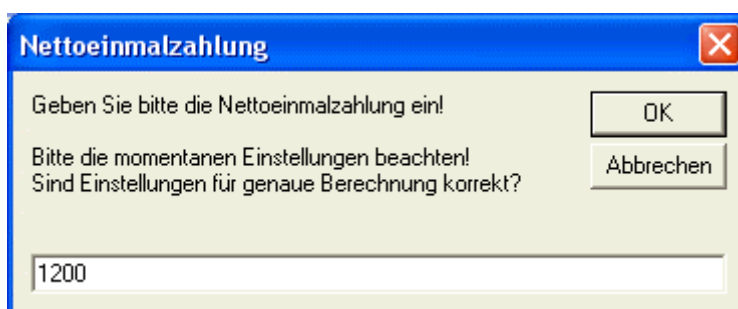 Nettoeinmalzahlung
Geben Sie bitte die Nettoeinmalzahlung ein!
OK
Bitte die momentanen Einstellungen beachten!
Abbrechen
Sind Einstellungen für genaue Berechnung korrekt?
1200